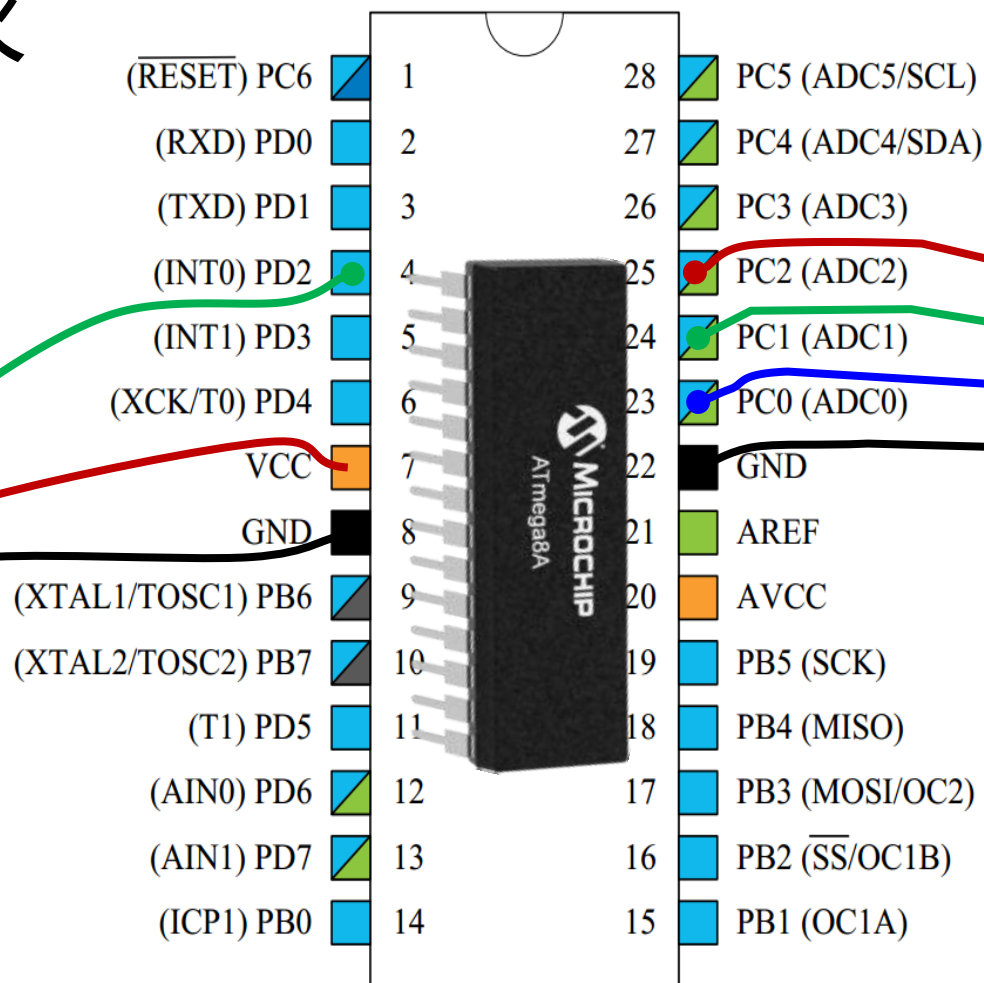 (RESET) PC6 1 28 PC5 (ADC5/SCL)
(RXD) PD0 2 27 PC4 (ADC4/SDA)
(TXD) PD1 3 26 PC3 (ADC3)
(INT0) PD2 4 25 PC2 (ADC2)
(INT1) PD3 5 24 PC1 (ADC1)
(XCK/T0) PD4 6 23 PC0 (ADC0)
VCC 7 22 GND
GND 8 21 AREF
(XTAL1/TOSC1) PB6 9 20 AVCC
(XTAL2/TOSC2) PB7 10 19 PB5 (SCK)
(T1) PD5 11 18 PB4 (MISO)
(AIN0) PD6 12 17 PB3 (MOSI/OC2)
(AIN1) PD7 13 16 PB2 (SS/OC1B)
(ICP1) PB0 14 15 PB1 (OC1A)
MICROCHIP
ATmega8A